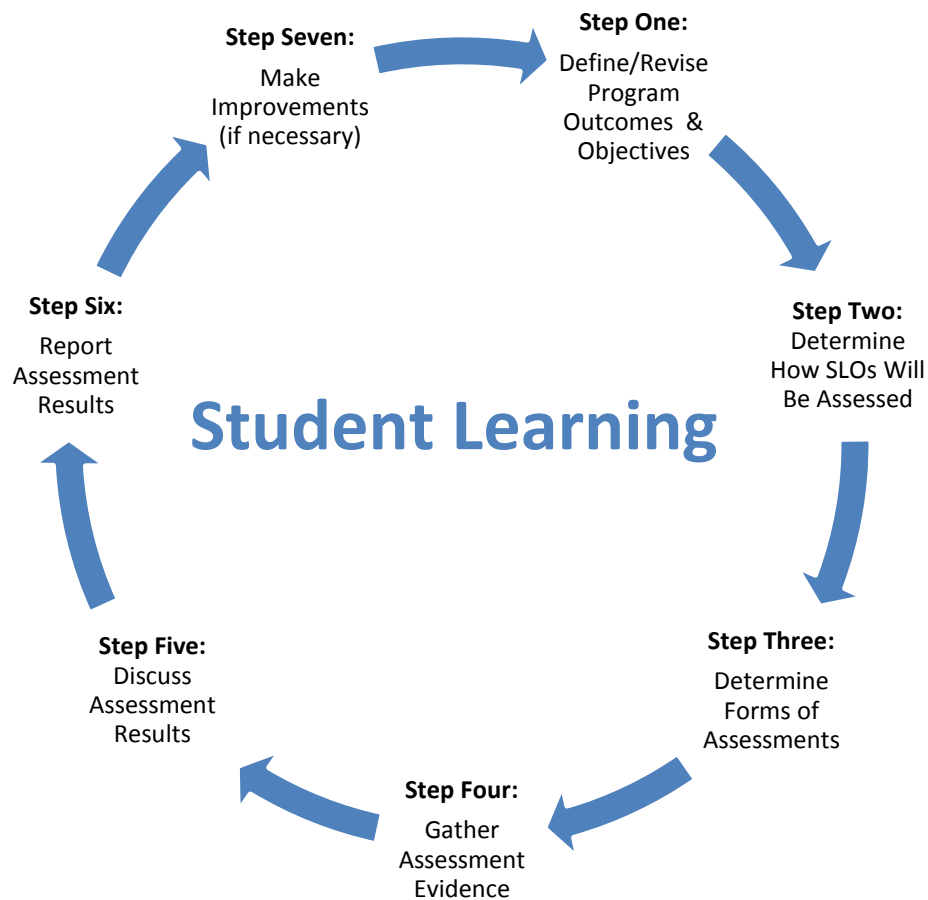 Step One:
Define/Revise
Program
Outcomes &
Objectives
Step Two:
Determine
How SLOs Will
Be Assessed
Step Three:
Determine
Forms of
Assessments
Step Four:
Gather
Assessment
Evidence
Step Five:
Discuss
Assessment
Results
Step Six:
Report
Assessment
Results
Step Seven:
Make
Improvements
(if necessary)
Student Learning